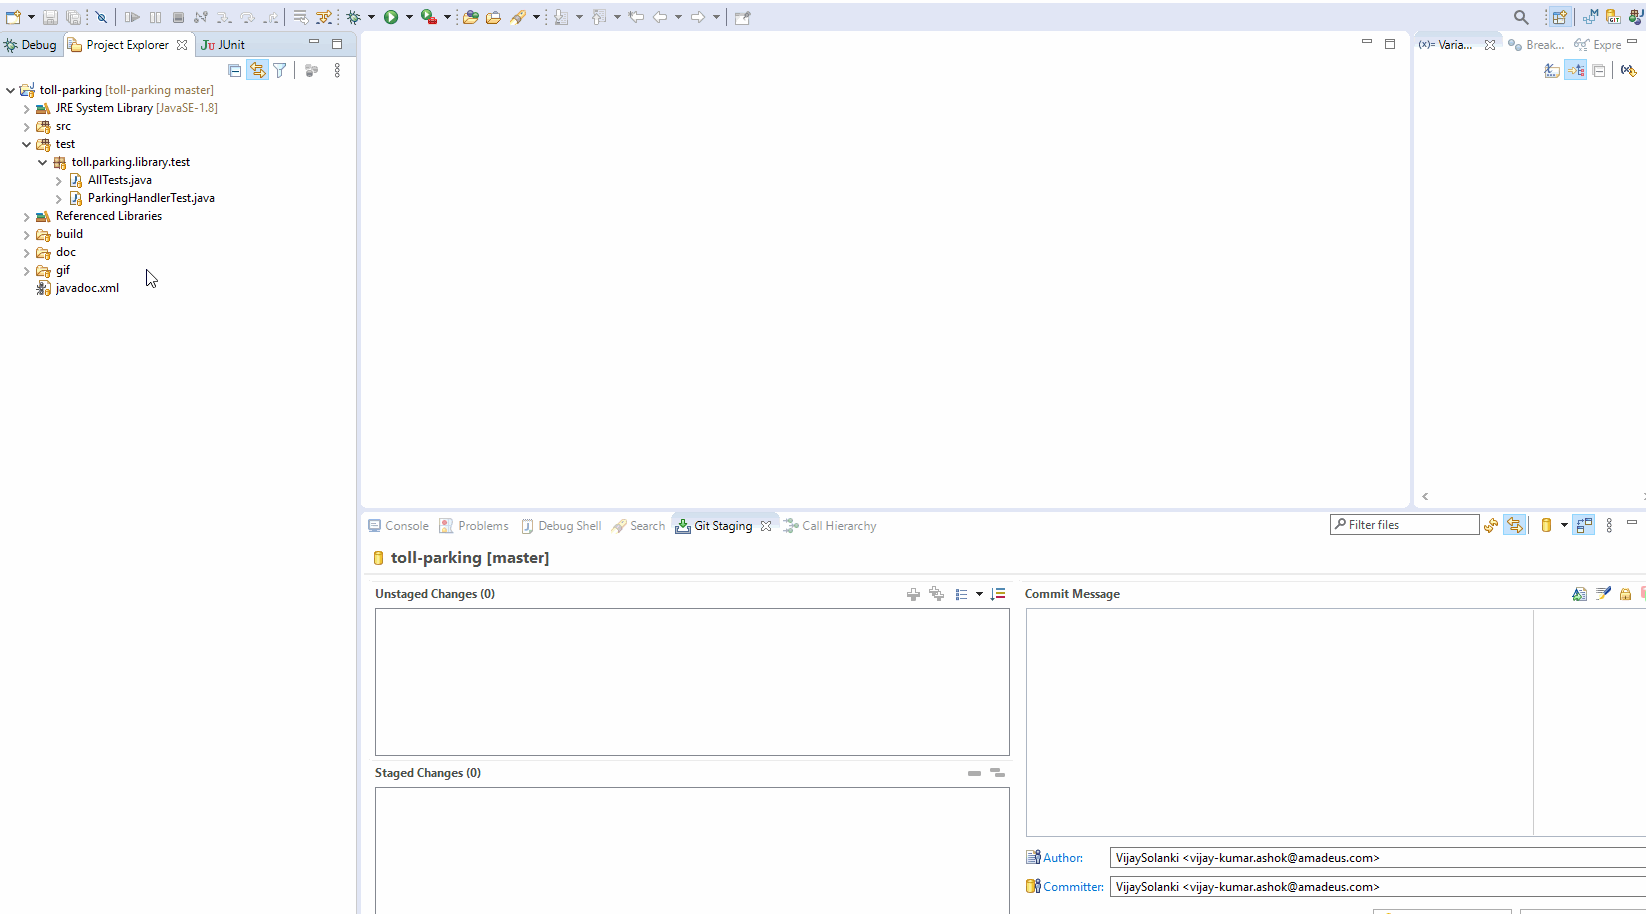 Debug Project Explorer JUnit
toll-parking [toll-parking master]
JRE System Library [JavaSE-1.8]
src
test
toll.parking.library.test
AllTests.java
ParkingHandlerTest.java
Referenced Libraries
build
doc
gif
javadoc.xml
(x)= Varia... Break... Expre
Console Problems Debug Shell Search Git Staging Call Hierarchy
Filter files
toll-parking [master]
Unstaged Changes (0)
Staged Changes (0)
Commit Message
Author: VijaySolanki <vijay-kumar.ashok@amadeus.com>
Committer: VijaySolanki <vijay-kumar.ashok@amadeus.com>